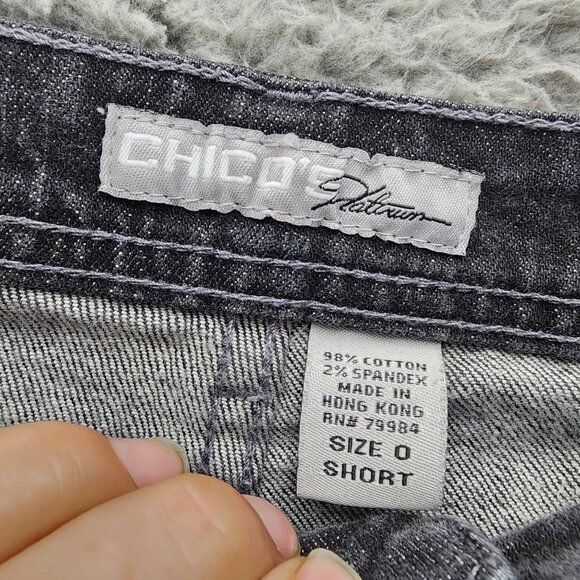 CHICO'S Platinum
98% COTTON
2% SPANDEX
MADE IN
HONG KONG
RN# 79984
SIZE 0
SHORT